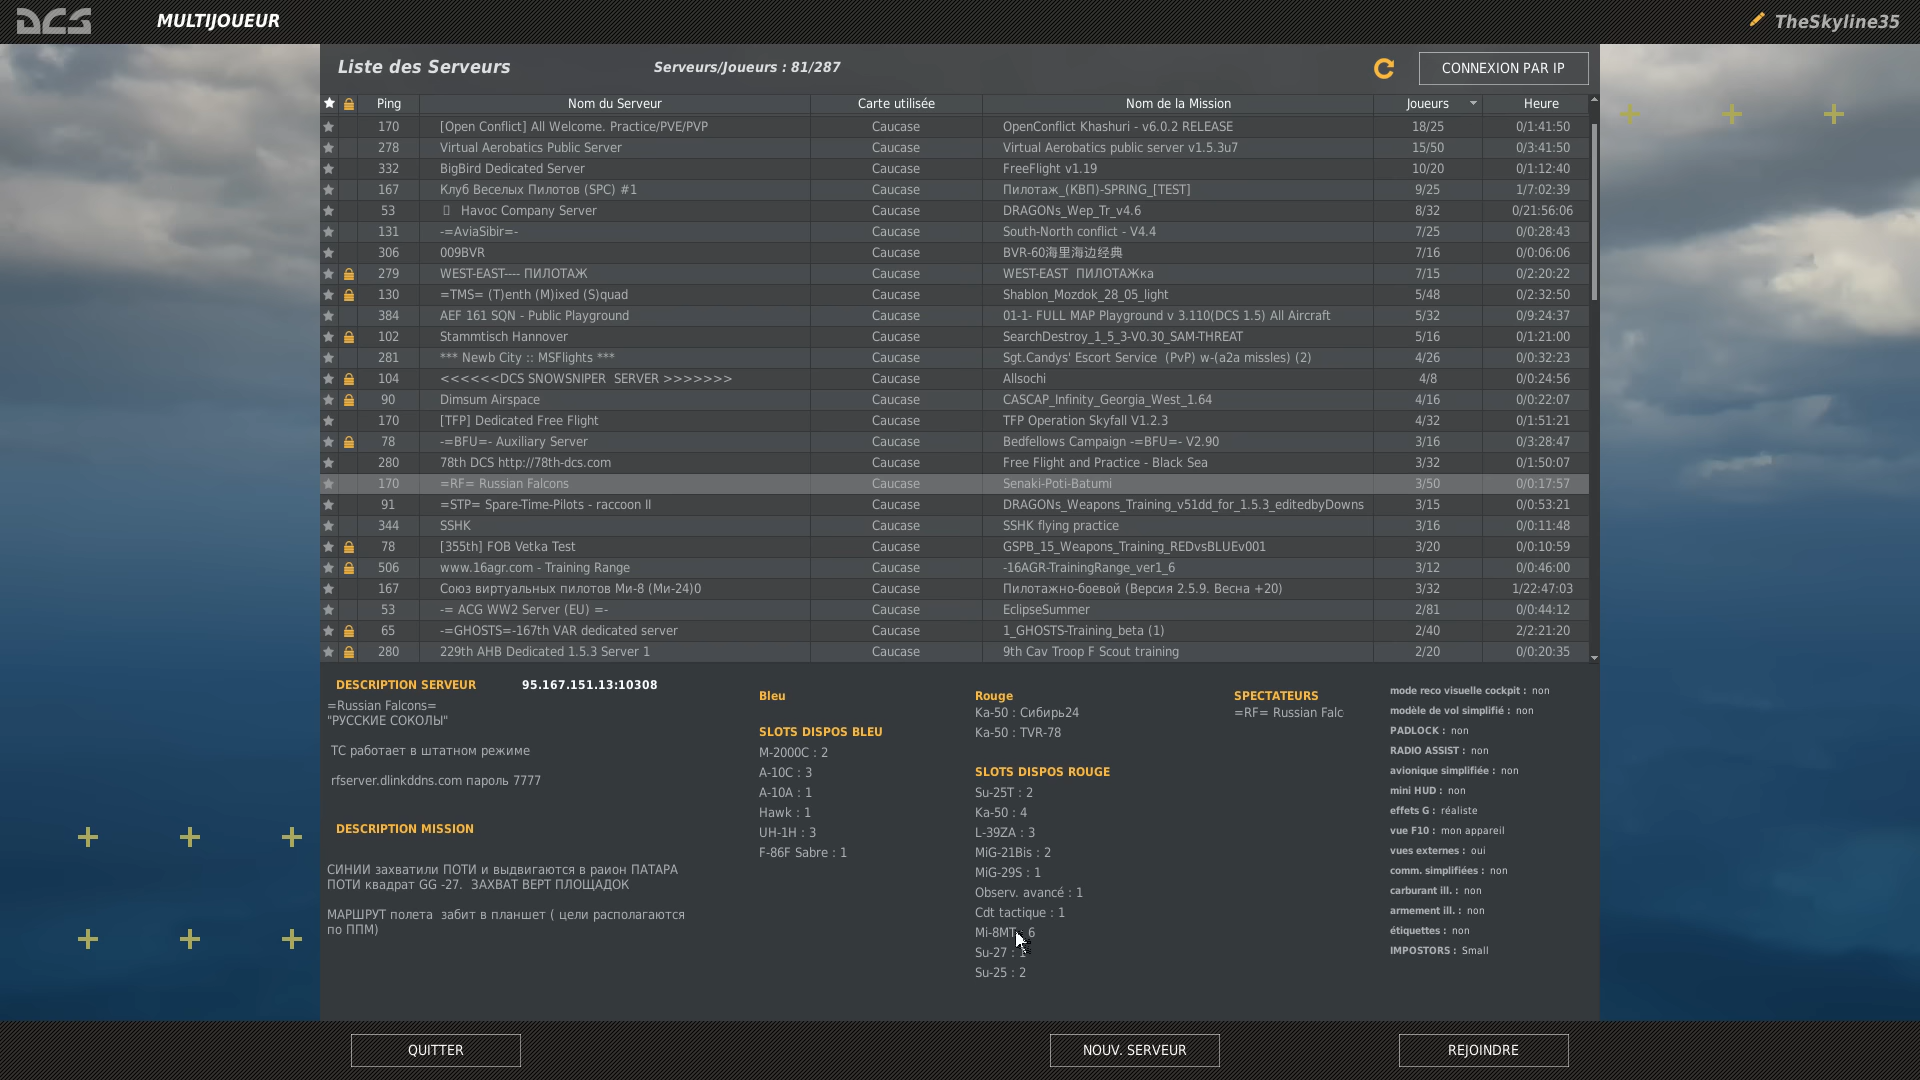 DCS MULTIJOUEUR TheSkyline35
Liste des Serveurs Serveurs/Joueurs : 81/287 CONNEXION PAR IP
Ping Nom du Serveur Carte utilisée Nom de la Mission Joueurs Heure
170 [Open Conflict] All Welcome. Practice/PVE/PVP Caucase OpenConflict Khashuri - v6.0.2 RELEASE 18/25 0/1:41:50
278 Virtual Aerobatics Public Server Caucase Virtual Aerobatics public server v1.5.3u7 15/50 0/3:41:50
332 BigBird Dedicated Server Caucase FreeFlight v1.19 10/20 0/1:12:40
167 Клуб Веселых Пилотов (SPC) #1 Caucase Пилотаж_(КВП)-SPRING_[TEST] 9/25 1/7:02:39
53 Havoc Company Server Caucase DRAGONs_Wep_Tr_v4.6 8/32 0/21:56:06
131 -=AviaSibir=- Caucase South-North conflict - V4.4 7/25 0/0:28:43
306 009BVR Caucase BVR-60海里海边经典 7/16 0/0:06:06
279 WEST-EAST---- ПИЛОТАЖ Caucase WEST-EAST  ПИЛОТАЖка 7/15 0/2:20:22
130 =TMS= (T)enth (M)ixed (S)quad Caucase Shablon_Mozdok_28_05_light 5/48 0/2:32:50
384 AEF 161 SQN - Public Playground Caucase 01-1- FULL MAP Playground v 3.110(DCS 1.5) All Aircraft 5/32 0/9:24:37
102 Stammtisch Hannover Caucase SearchDestroy_1_5_3-V0.30_SAM-THREAT 5/16 0/1:21:00
281 *** Newb City :: MSFlights *** Caucase Sgt.Candys' Escort Service  (PvP) w-(a2a missles) (2) 4/26 0/0:32:23
104 <<<<<<DCS SNOWSNIPER  SERVER >>>>>>> Caucase Allsochi 4/8 0/0:24:56
90 Dimsum Airspace Caucase CASCAP_Infinity_Georgia_West_1.64 4/16 0/0:22:07
170 [TFP] Dedicated Free Flight Caucase TFP Operation Skyfall V1.2.3 4/32 0/1:51:21
78 -=BFU=- Auxiliary Server Caucase Bedfellows Campaign -=BFU=- V2.90 3/16 0/3:28:47
280 78th DCS http://78th-dcs.com Caucase Free Flight and Practice - Black Sea 3/32 0/1:50:07
170 =RF= Russian Falcons Caucase Senaki-Poti-Batumi 3/50 0/0:17:57
91 =STP= Spare-Time-Pilots - raccoon II Caucase DRAGONs_Weapons_Training_v51dd_for_1.5.3_editedbyDowns 3/15 0/0:53:21
344 SSHK Caucase SSHK flying practice 3/16 0/0:11:48
78 [355th] FOB Vetka Test Caucase GSPB_15_Weapons_Training_REDvsBLUEv001 3/20 0/0:10:59
506 www.16agr.com - Training Range Caucase -16AGR-TrainingRange_ver1_6 3/12 0/0:46:00
167 Союз виртуальных пилотов Ми-8 (Ми-24)0 Caucase Пилотажно-боевой (Версия 2.5.9. Весна +20) 3/32 1/22:47:03
53 -= ACG WW2 Server (EU) =- Caucase EclipseSummer 2/81 0/0:44:12
65 -=GHOSTS=-167th VAR dedicated server Caucase 1_GHOSTS-Training_beta (1) 2/40 2/2:21:20
280 229th AHB Dedicated 1.5.3 Server 1 Caucase 9th Cav Troop F Scout training 2/20 0/0:20:35
DESCRIPTION SERVEUR 95.167.151.13:10308
=Russian Falcons=
"РУССКИЕ СОКОЛЫ"
ТС работает в штатном режиме
rfserver.dlinkddns.com пароль 7777
DESCRIPTION MISSION
СИНИИ захватили ПОТИ и выдвигаются в раион ПАТАРА
ПОТИ квадрат GG -27.  ЗАХВАТ ВЕРТ ПЛОЩАДОК
МАРШРУТ полета  забит в планшет ( цели располагаются
по ППМ)
Bleu
SLOTS DISPOS BLEU
M-2000C : 2
A-10C : 3
A-10A : 1
Hawk : 1
UH-1H : 3
F-86F Sabre : 1
Rouge
Ka-50 : Сибирь24
Ka-50 : TVR-78
SLOTS DISPOS ROUGE
Su-25T : 2
Ka-50 : 4
L-39ZA : 3
MiG-21Bis : 2
MiG-29S : 1
Observ. avancé : 1
Cdt tactique : 1
Mi-8MT : 6
Su-27 :
Su-25 : 2
SPECTATEURS
=RF= Russian Falc
mode reco visuelle cockpit : non
modèle de vol simplifié : non
PADLOCK : non
RADIO ASSIST : non
avionique simplifiée : non
mini HUD : non
effets G : réaliste
vue F10 : mon appareil
vues externes : oui
comm. simplifiées : non
carburant ill. : non
armement ill. : non
étiquettes : non
IMPOSTORS : Small
QUITTER NOUV. SERVEUR REJOINDRE